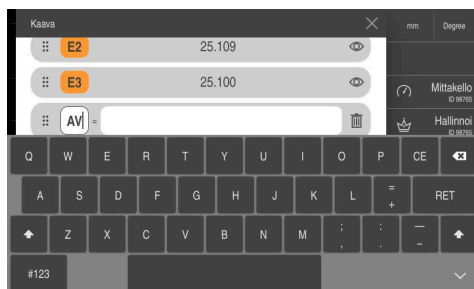 Kaava
mm Degree
E2 25.109
E3 25.100
Mittakello
ID 98765
AV =
Hallinnoi
ID 98765
Q W E R T Y U I O P CE
A S D F G H J K L = + RET
Z X C V B N M ; , : . — -
#123